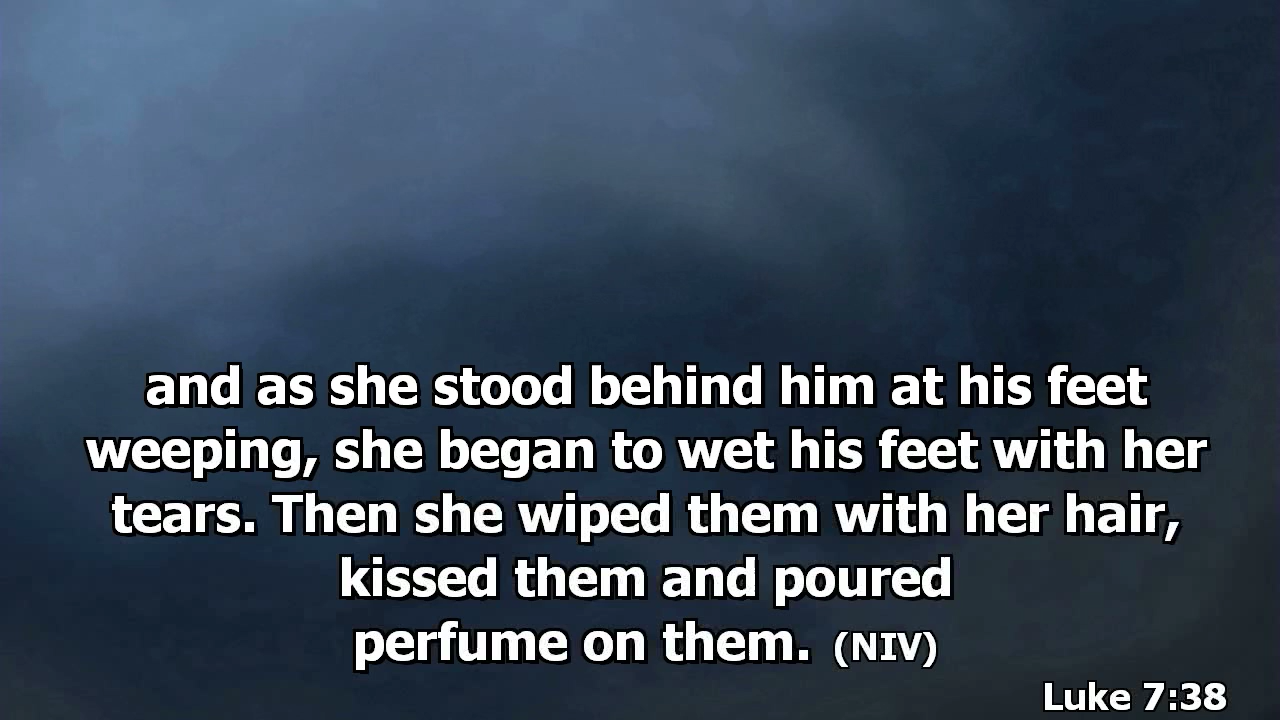 and as she stood behind him at his feet
weeping, she began to wet his feet with her
tears. Then she wiped them with her hair,
kissed them and poured
perfume on them. (NIV)
Luke 7:38